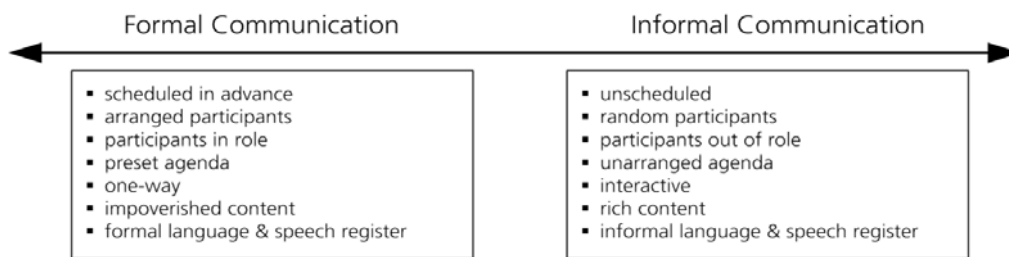 Formal Communication
Informal Communication
▪ scheduled in advance
▪ arranged participants
▪ participants in role
▪ preset agenda
▪ one-way
▪ impoverished content
▪ formal language & speech register
▪ unscheduled
▪ random participants
▪ participants out of role
▪ unarranged agenda
▪ interactive
▪ rich content
▪ informal language & speech register